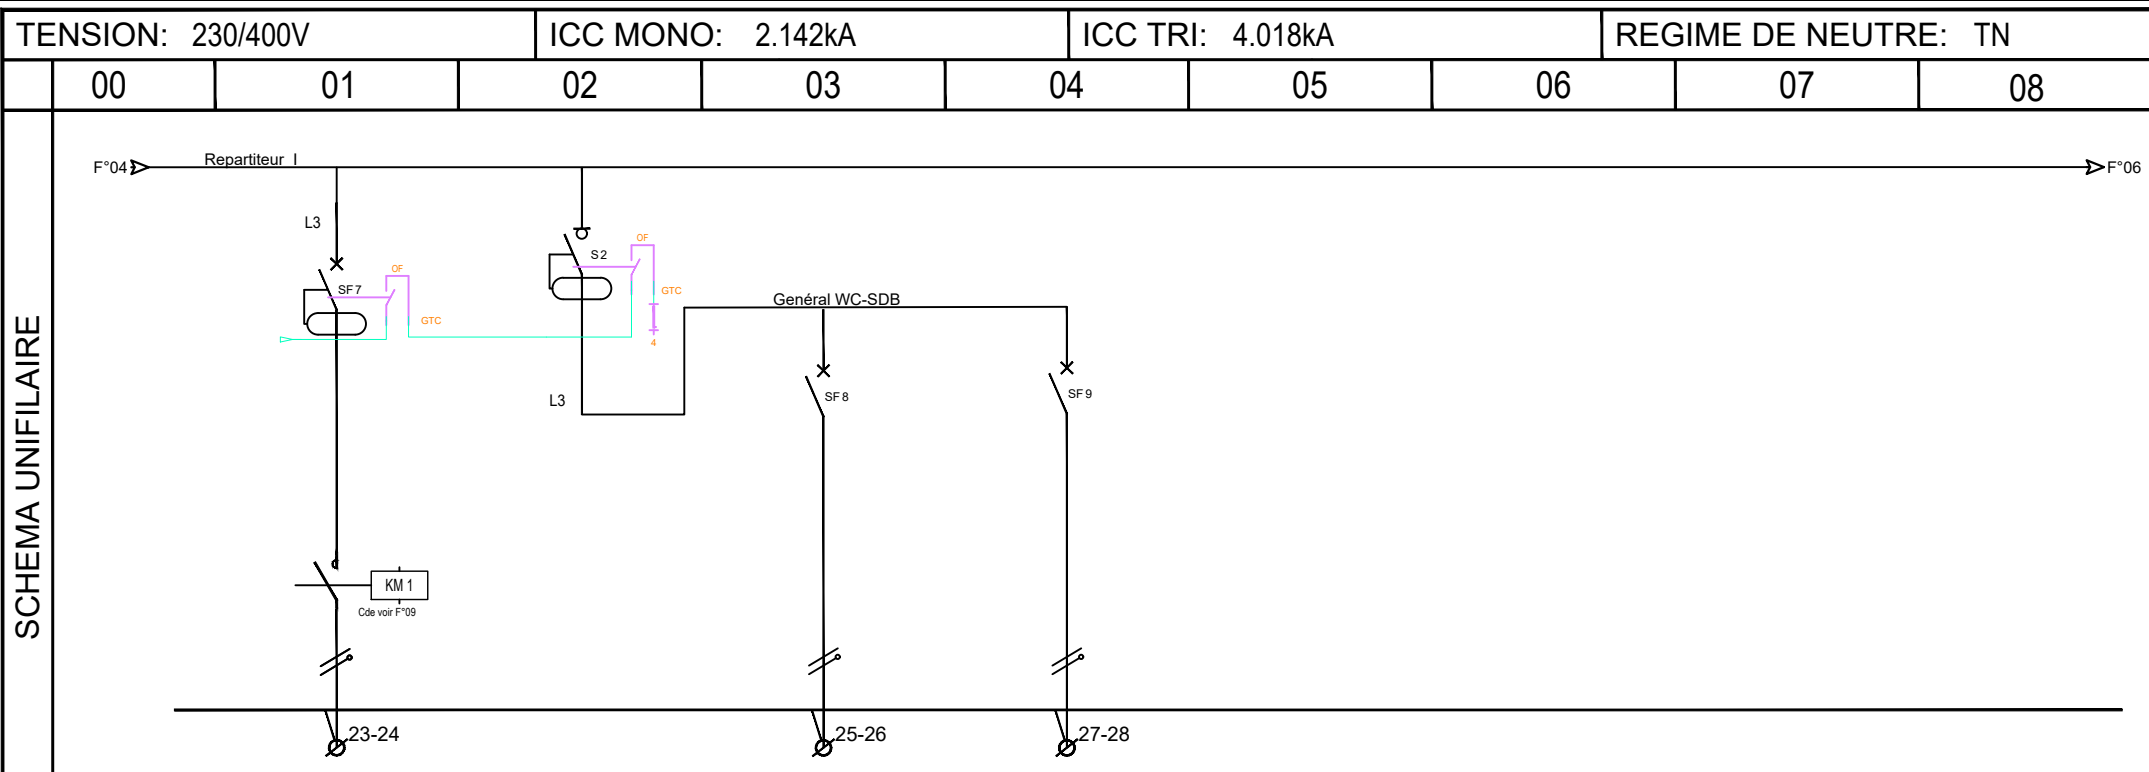 TENSION: 230/400V ICC MONO: 2.142kA ICC TRI: 4.018kA REGIME DE NEUTRE: TN
00 01 02 03 04 05 06 07 08
SCHEMA UNIFILAIRE
F°04 Repartiteur I F°06
L3
OF
S2
OF
SF7
GTC
GTC
Genéral WC-SDB
4
L3
SF8
SF9
KM 1
Cde voir F°09
23-24 25-26 27-28